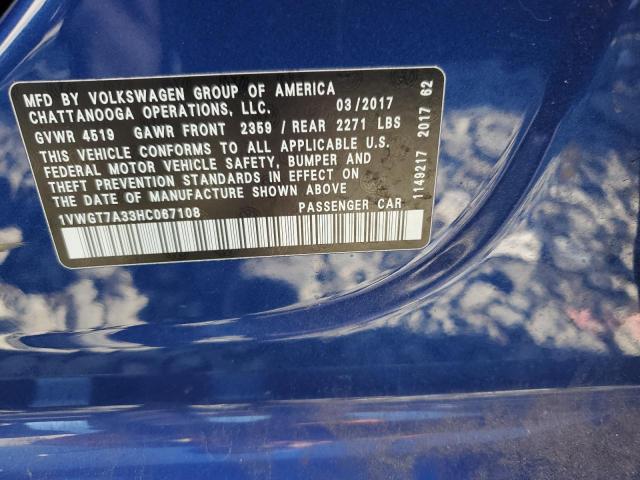 MFD BY VOLKSWAGEN GROUP OF AMERICA
CHATTANOOGA OPERATIONS, LLC. 03/2017
GVWR 4519 GAWR FRONT 2359 / REAR 2271 LBS
THIS VEHICLE CONFORMS TO ALL APPLICABLE U.S.
FEDERAL MOTOR VEHICLE SAFETY, BUMPER AND
THEFT PREVENTION STANDARDS IN EFFECT ON
THE DATE OF MANUFACTURE SHOWN ABOVE
1VWGT7A33HC067108 PASSENGER CAR
1149217 2017 62